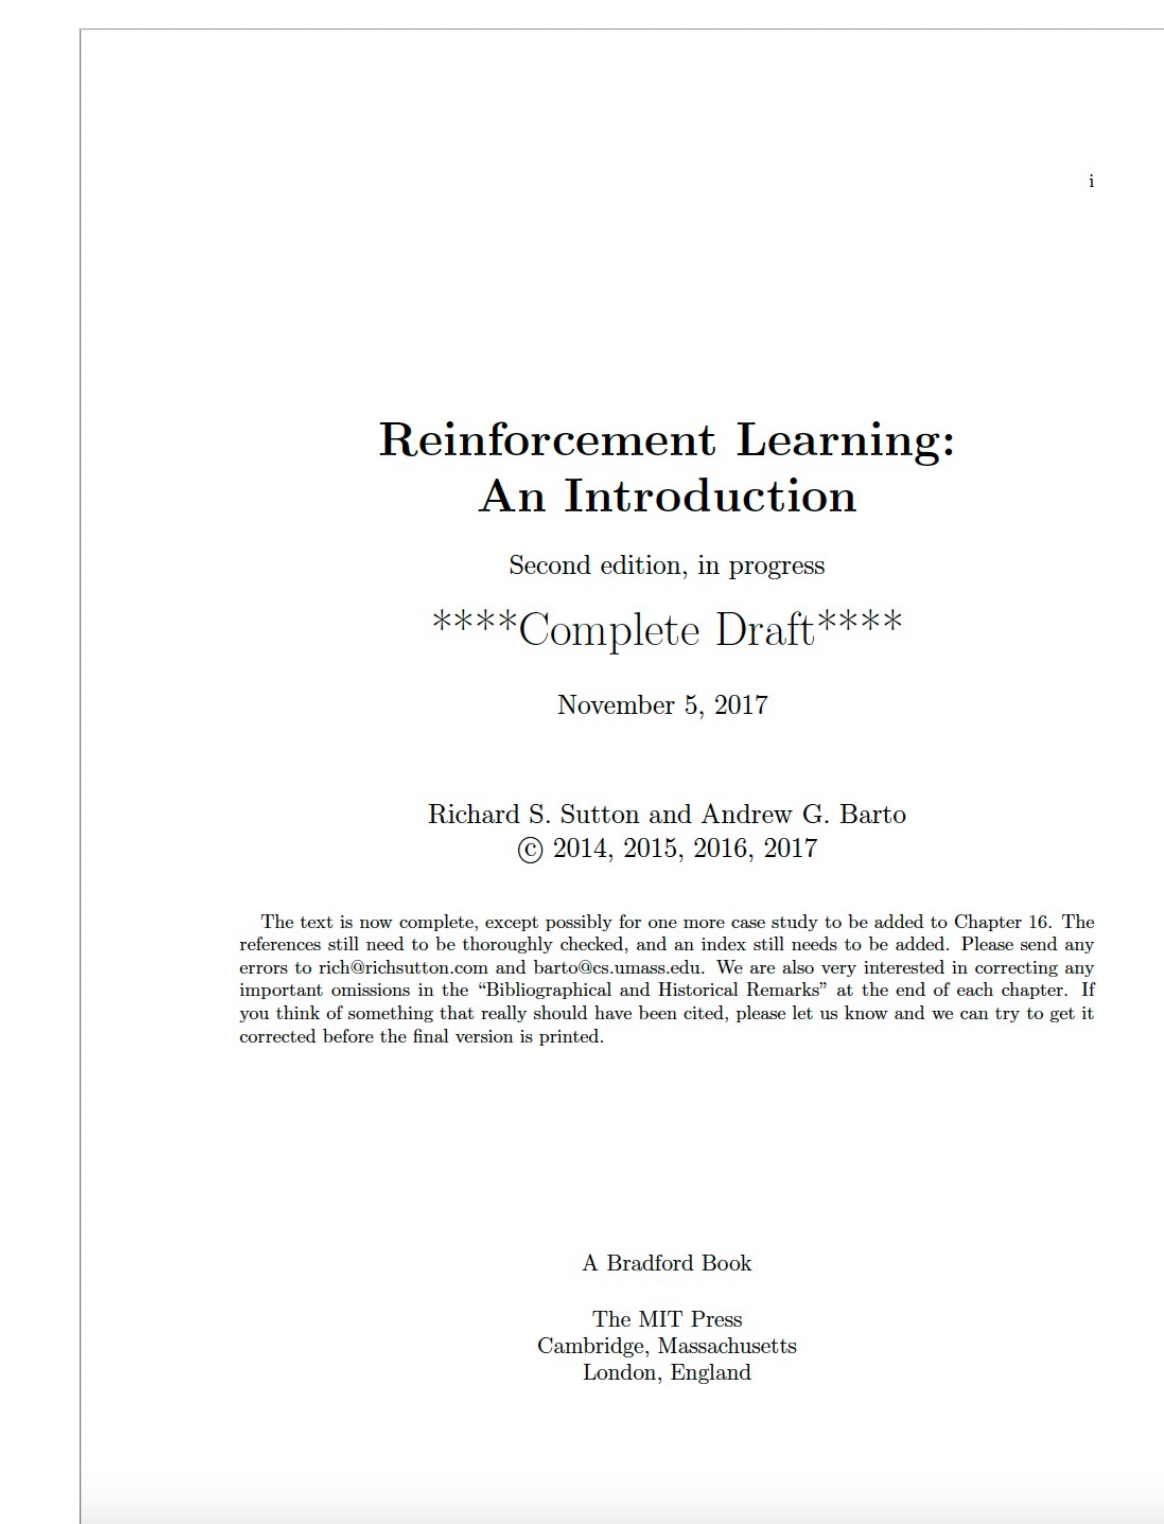 i
Reinforcement Learning:
An Introduction
Second edition, in progress
****Complete Draft****
November 5, 2017
Richard S. Sutton and Andrew G. Barto
© 2014, 2015, 2016, 2017
The text is now complete, except possibly for one more case study to be added to Chapter 16. The
references still need to be thoroughly checked, and an index still needs to be added. Please send any
errors to rich@richsutton.com and barto@cs.umass.edu. We are also very interested in correcting any
important omissions in the “Bibliographical and Historical Remarks” at the end of each chapter. If
you think of something that really should have been cited, please let us know and we can try to get it
corrected before the final version is printed.
A Bradford Book
The MIT Press
Cambridge, Massachusetts
London, England